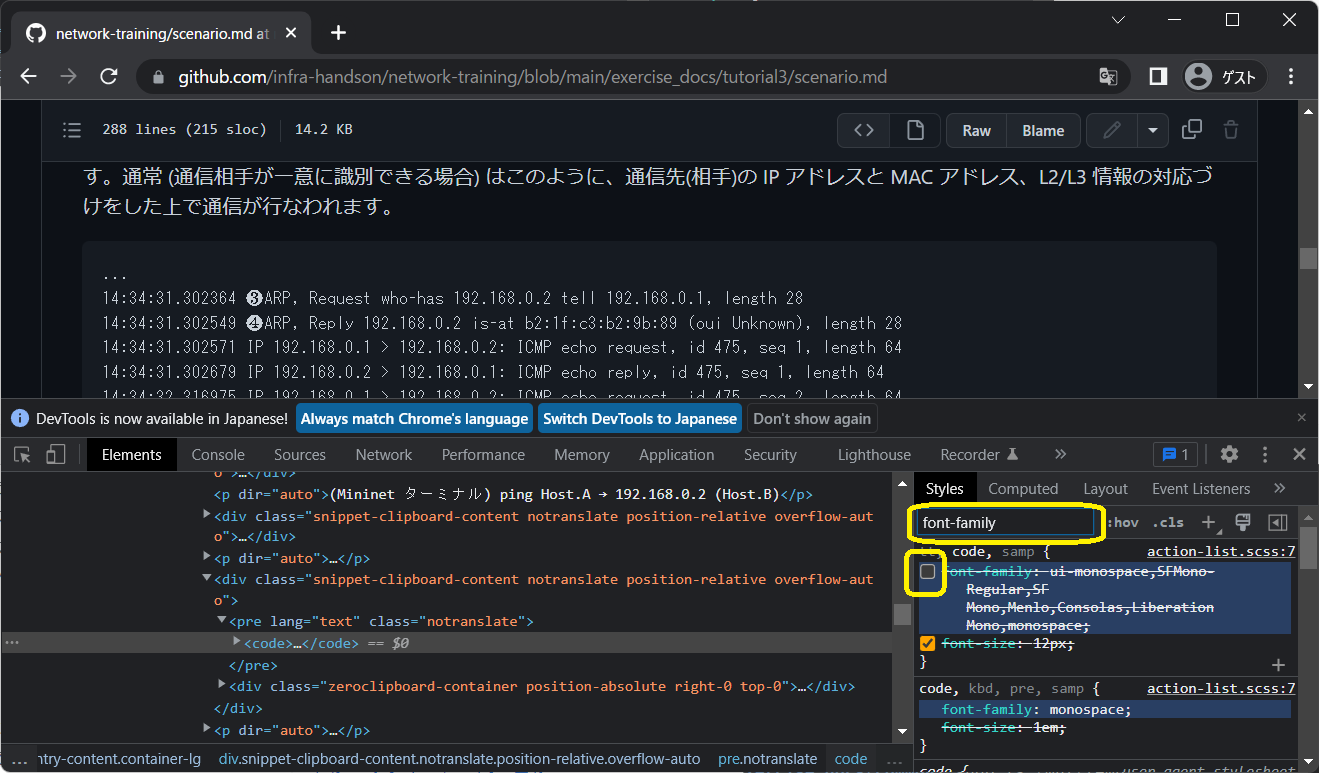 network-training/scenario.md at
github.com/infra-handson/network-training/blob/main/exercise_docs/tutorial3/scenario.md
ゲスト
288 lines (215 sloc) 14.2 KB
Raw Blame
す。通常 (通信相手が一意に識別できる場合) はこのように、通信先(相手)の IP アドレスと MAC アドレス、L2/L3 情報の対応づ
けをした上で通信が行なわれます。
...
14:34:31.302364 ❸ARP, Request who-has 192.168.0.2 tell 192.168.0.1, length 28
14:34:31.302549 ❹ARP, Reply 192.168.0.2 is-at b2:1f:c3:b2:9b:89 (oui Unknown), length 28
14:34:31.302571 IP 192.168.0.1 > 192.168.0.2: ICMP echo request, id 475, seq 1, length 64
14:34:31.302679 IP 192.168.0.2 > 192.168.0.1: ICMP echo reply, id 475, seq 1, length 64
14:34:32.316975 IP 192.168.0.1 > 192.168.0.2: ICMP echo request, id 475, seq 2, length 64
DevTools is now available in Japanese! Always match Chrome's language Switch DevTools to Japanese Don't show again
Elements Console Sources Network Performance Memory Application Security Lighthouse Recorder 1
o">…</div>
<p dir="auto">(Mininet ターミナル) ping Host.A → 192.168.0.2 (Host.B)</p>
<div class="snippet-clipboard-content notranslate position-relative overflow-aut
o">…</div>
<p dir="auto">…</p>
<div class="snippet-clipboard-content notranslate position-relative overflow-aut
o">
<pre lang="text" class="notranslate">
... <code>…</code> == $0
</pre>
<div class="zeroclipboard-container position-absolute right-0 top-0">…</div>
</div>
<p dir="auto">…</p>
... ntry-content.container-lg div.snippet-clipboard-content.notranslate.position-relative.overflow-auto pre.notranslate code ...
Styles Computed Layout Event Listeners
font-family :hov .cls
code, samp { action-list.scss:7
font-family: ui-monospace,SFMono-
Regular,SF
Mono,Menlo,Consolas,Liberation
Mono,monospace;
font-size: 12px;
}
code, kbd, pre, samp { action-list.scss:7
font-family: monospace;
font-size: 1em;
}
code { user agent stylesheet